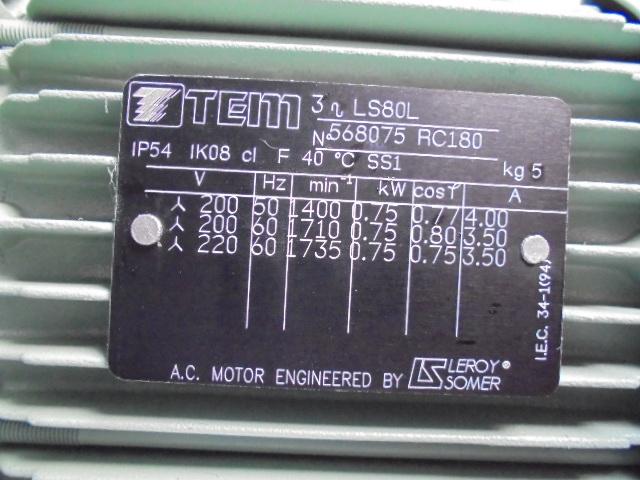 TEM 3 ~ LS80L
N° 568075 RC180
IP54 IK08 cl F 40 °C SS1 kg 5
V Hz min-1 kW cosφ A
⅄ 200 50 1400 0.75 0.77 4.00
⅄ 200 60 1710 0.75 0.80 3.50
⅄ 220 60 1735 0.75 0.75 3.50
I.E.C. 34-1(94)
A.C. MOTOR ENGINEERED BY LS LEROY®
SOMER